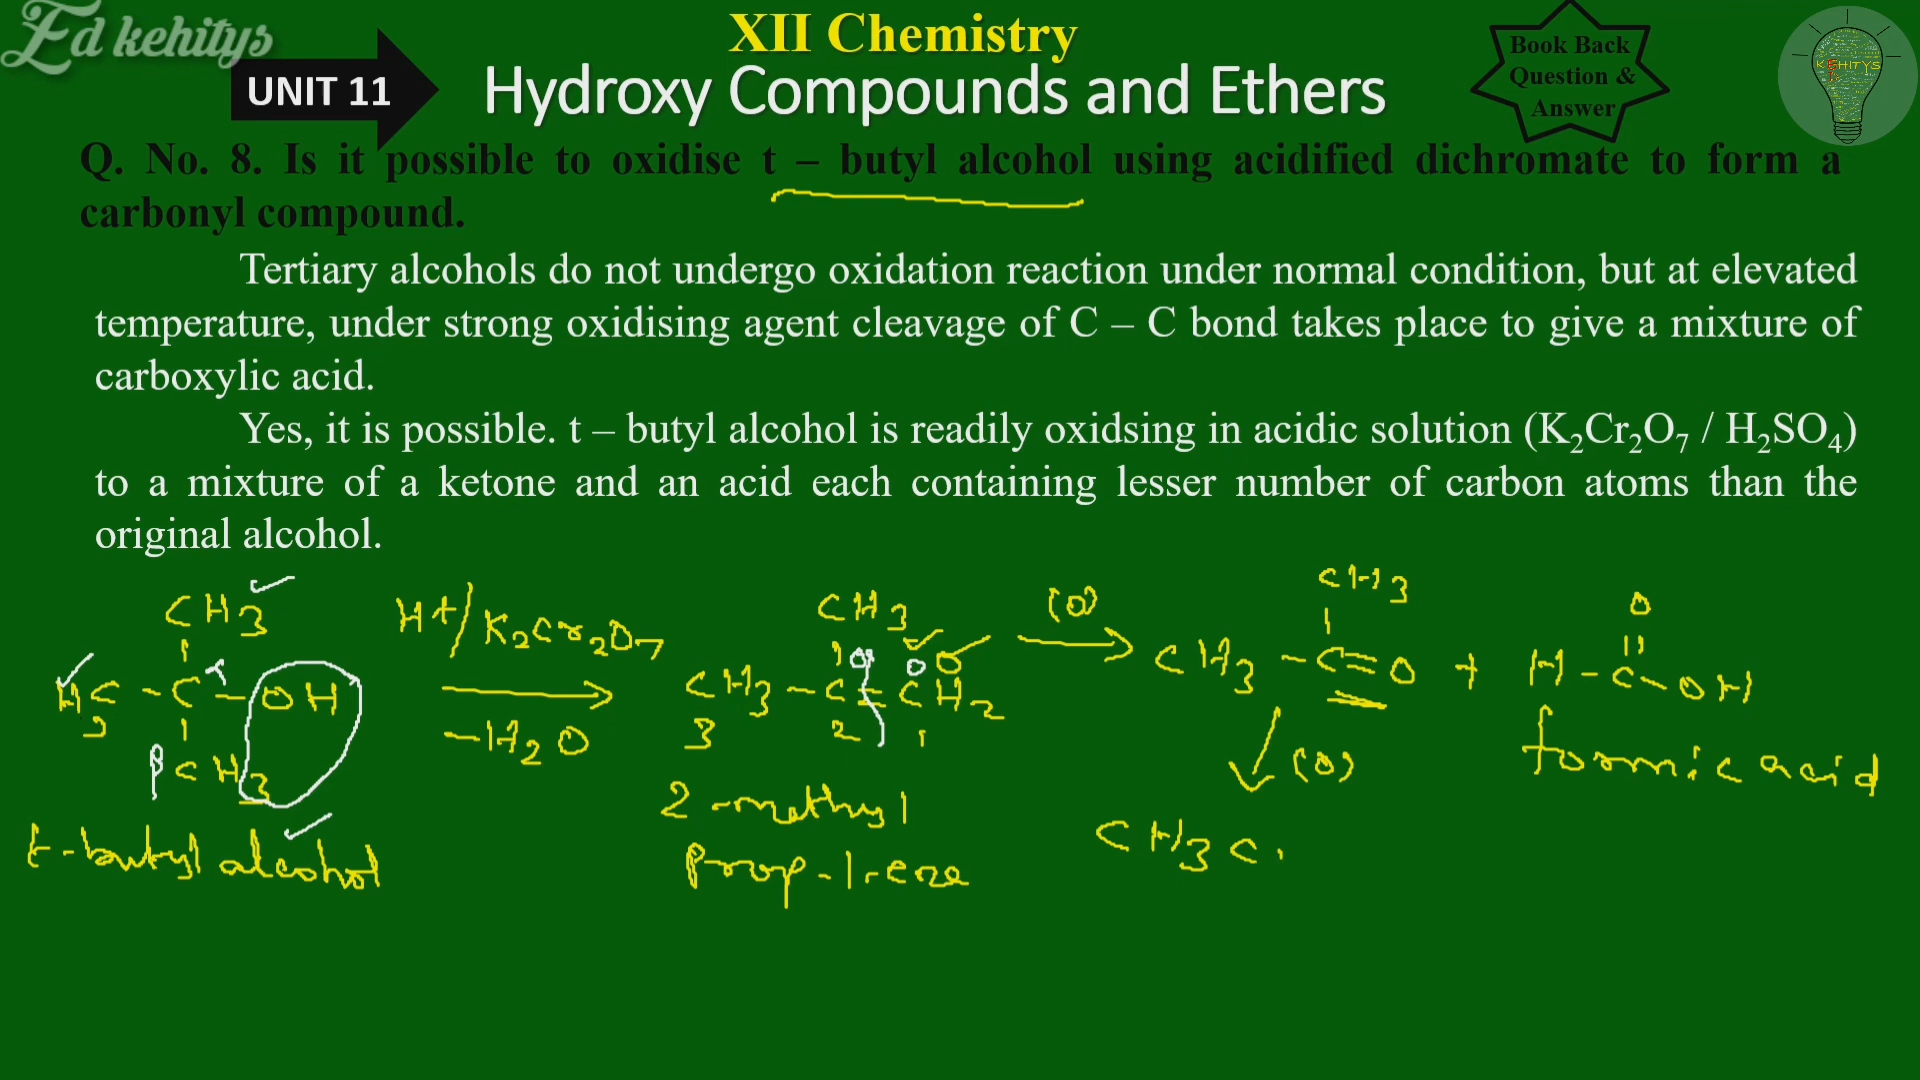 Ed kehitys
XII Chemistry
UNIT 11
Hydroxy Compounds and Ethers
Book Back
Question &
Answer
KEHITYS
Q. No. 8. Is it possible to oxidise t – butyl alcohol using acidified dichromate to form a
carbonyl compound.
Tertiary alcohols do not undergo oxidation reaction under normal condition, but at elevated
temperature, under strong oxidising agent cleavage of C – C bond takes place to give a mixture of
carboxylic acid.
Yes, it is possible. t – butyl alcohol is readily oxidsing in acidic solution (K₂Cr₂O₇ / H₂SO₄)
to a mixture of a ketone and an acid each containing lesser number of carbon atoms than the
original alcohol.
CH3
H3C - C - OH
β CH3
t-butyl alcohol
H+/K2Cr2O7
-H2O
CH3
CH3 - C = CH2
3 2 1
2-methyl
prop-1-ene
(O)
CH3
CH3 - C = O + H - C - OH
O
formic acid
(O)
CH3C